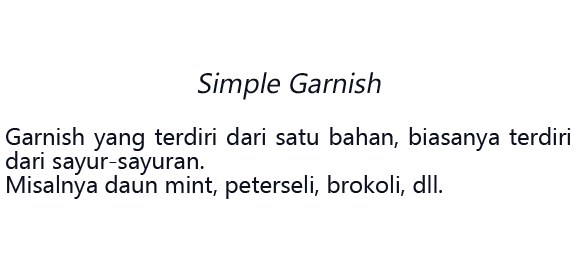 Simple Garnish
Garnish yang terdiri dari satu bahan, biasanya terdiri
dari sayur-sayuran.
Misalnya daun mint, peterseli, brokoli, dll.